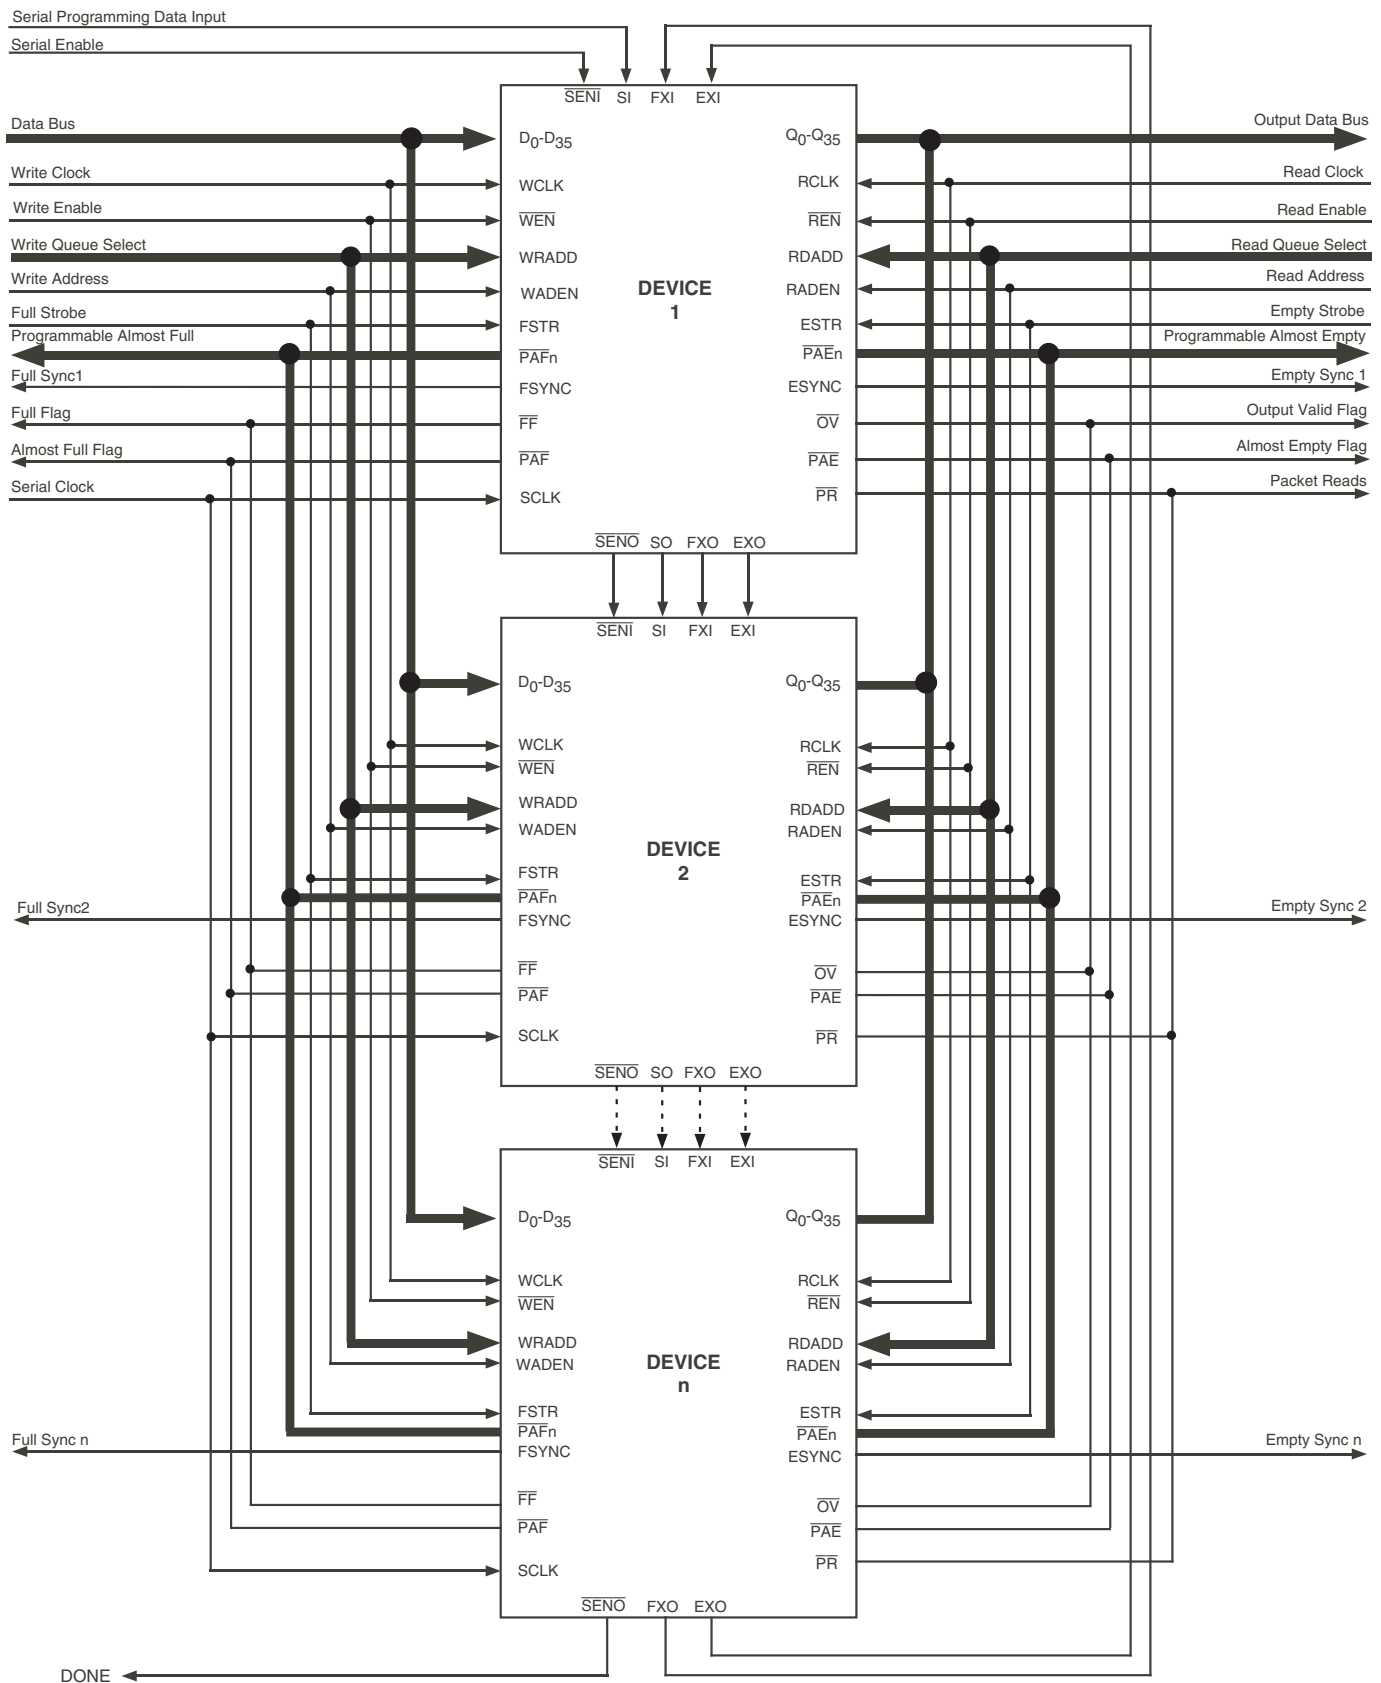 Serial Programming Data Input
Serial Enable
SENI SI FXI EXI
Data Bus D0-D35 Q0-Q35 Output Data Bus
Write Clock WCLK RCLK Read Clock
Write Enable WEN REN Read Enable
Write Queue Select WRADD RDADD Read Queue Select
Write Address WADEN RADEN Read Address
DEVICE
1
Full Strobe FSTR ESTR Empty Strobe
Programmable Almost Full PAFn PAEn Programmable Almost Empty
Full Sync1 FSYNC ESYNC Empty Sync 1
Full Flag FF OV Output Valid Flag
Almost Full Flag PAF PAE Almost Empty Flag
Serial Clock SCLK PR Packet Reads
SENO SO FXO EXO
SENI SI FXI EXI
D0-D35 Q0-Q35
WCLK RCLK
WEN REN
WRADD RDADD
WADEN RADEN
DEVICE
2
FSTR ESTR
PAFn PAEn
Full Sync2 FSYNC ESYNC Empty Sync 2
FF OV
PAF PAE
SCLK PR
SENO SO FXO EXO
SENI SI FXI EXI
D0-D35 Q0-Q35
WCLK RCLK
WEN REN
WRADD RDADD
WADEN RADEN
DEVICE
n
FSTR ESTR
PAFn PAEn
Full Sync n FSYNC ESYNC Empty Sync n
FF OV
PAF PAE
SCLK PR
SENO FXO EXO
DONE